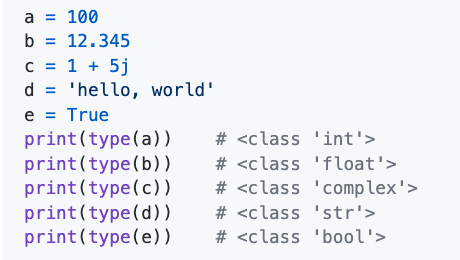 a = 100
b = 12.345
c = 1 + 5j
d = 'hello, world'
e = True
print(type(a))    # <class 'int'>
print(type(b))    # <class 'float'>
print(type(c))    # <class 'complex'>
print(type(d))    # <class 'str'>
print(type(e))    # <class 'bool'>